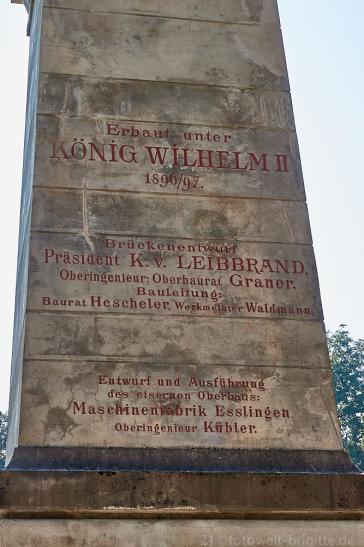 Erbaut unter
KÖNIG WILHELM II
1896/97.
Brückenentwurf
Präsident K. v. LEIBBRAND.
Oberingenieur: Oberbaurat Graner.
Bauleitung:
Baurat Hescheler, Werkmeister Waldmann.
Entwurf und Ausführung
des eisernen Oberbaus:
Maschinenfabrik Esslingen
Oberingenieur Kübler.
21 © fotowelt-brigitte.de